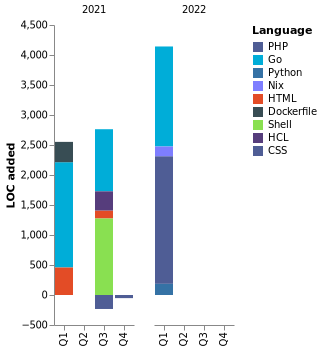 2021 2022
4,500
4,000
3,500
3,000
2,500
2,000
1,500
1,000
500
0
−500
LOC added
Q1 Q2 Q3 Q4 Q1 Q2 Q3 Q4
Language
PHP
Go
Python
Nix
HTML
Dockerfile
Shell
HCL
CSS